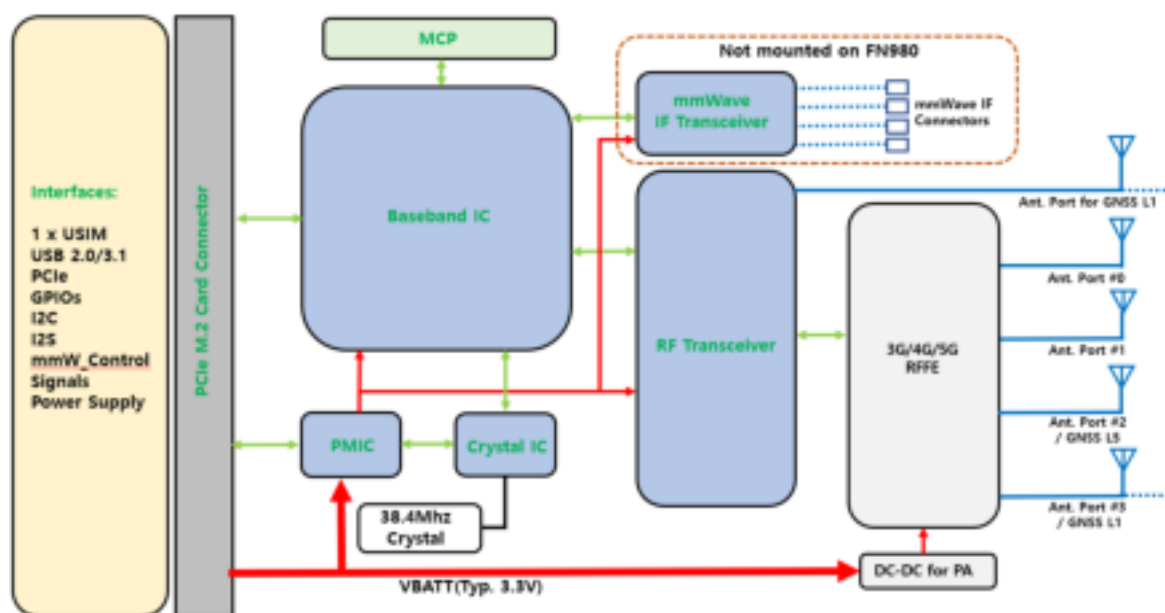 Interfaces:
1 x USIM
USB 2.0/3.1
PCIe
GPIOs
I2C
I2S
mmW_Control
Signals
Power Supply
PCIe M.2 Card Connector
MCP
Baseband IC
PMIC
Crystal IC
38.4Mhz
Crystal
VBATT(Typ. 3.3V)
Not mounted on FN980
mmWave
IF Transceiver
mmWave IF
Connectors
RF Transceiver
3G/4G/5G
RFFE
DC-DC for PA
Ant. Port for GNSS L1
Ant. Port #0
Ant. Port #1
Ant. Port #2
/ GNSS L5
Ant. Port #3
/ GNSS L1